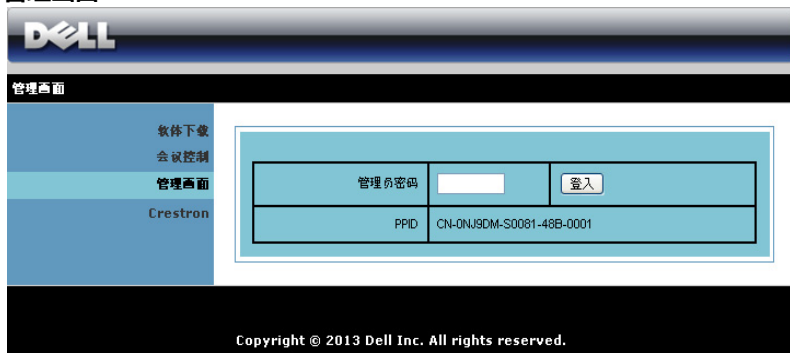 DELL
管理画面
软体下载
会议控制
管理画面
Crestron
管理员密码 登入
PPID CN-0NJ9DM-S0081-48B-0001
Copyright © 2013 Dell Inc. All rights reserved.